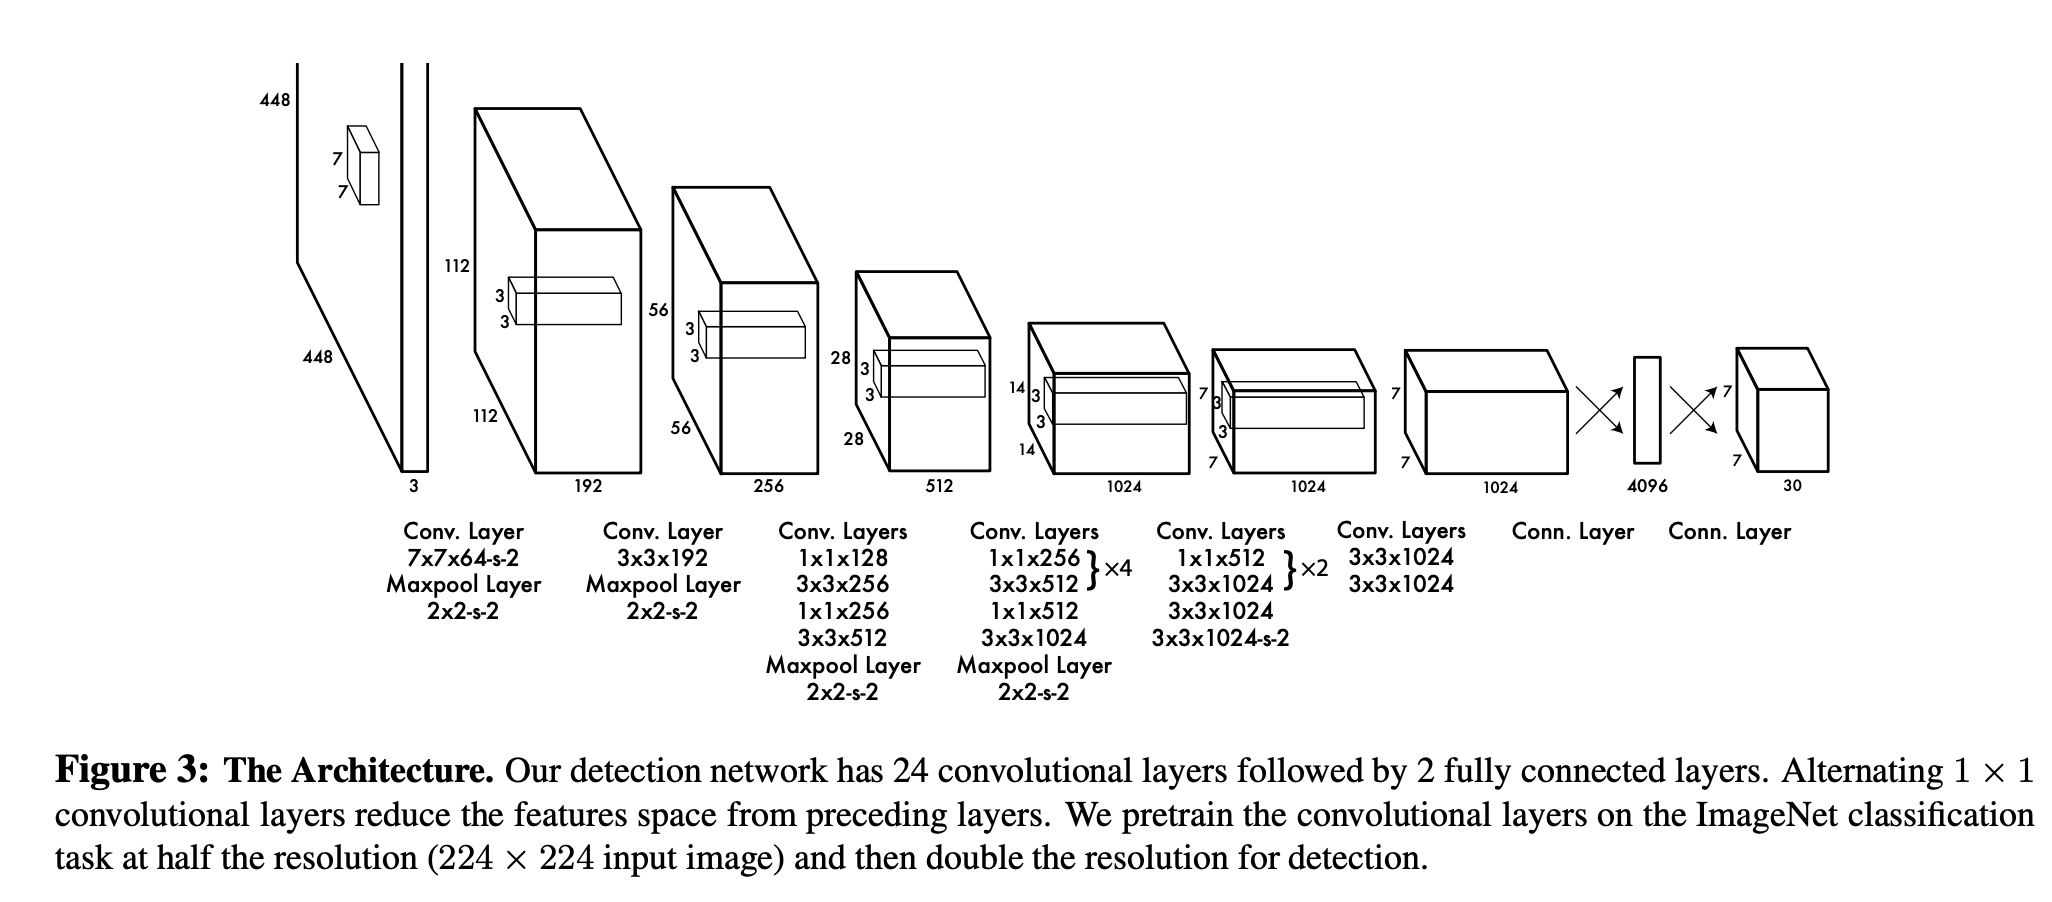 448
7
7
448
3
112
3
3
112
192
56
3
3
56
256
28
3
3
28
512
14
3
3
14
1024
7
3
3
7
1024
7
7
1024
4096
7
7
30
Conv. Layer
7x7x64-s-2
Maxpool Layer
2x2-s-2
Conv. Layer
3x3x192
Maxpool Layer
2x2-s-2
Conv. Layers
1x1x128
3x3x256
1x1x256
3x3x512
Maxpool Layer
2x2-s-2
Conv. Layers
1x1x256
3x3x512
} ×4
1x1x512
3x3x1024
Maxpool Layer
2x2-s-2
Conv. Layers
1x1x512
3x3x1024
} ×2
3x3x1024
3x3x1024-s-2
Conv. Layers
3x3x1024
3x3x1024
Conn. Layer
Conn. Layer
Figure 3: The Architecture. Our detection network has 24 convolutional layers followed by 2 fully connected layers. Alternating 1 × 1
convolutional layers reduce the features space from preceding layers. We pretrain the convolutional layers on the ImageNet classification
task at half the resolution (224 × 224 input image) and then double the resolution for detection.